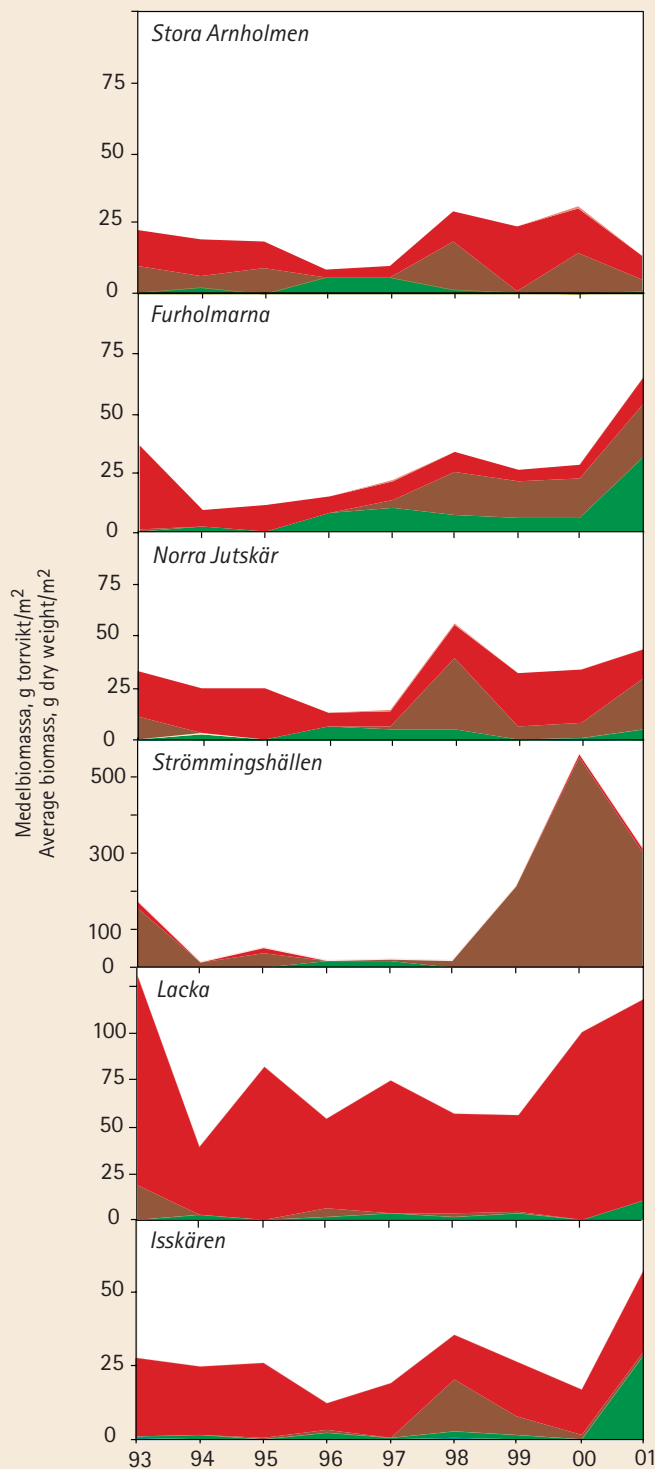 Medelbiomassa, g torrvikt/m2
Average biomass, g dry weight/m2
Stora Arnholmen
75
50
25
0
Furholmarna
75
50
25
0
Norra Jutskär
75
50
25
0
Strömmingshällen
500
300
100
0
Lacka
100
75
50
25
0
Isskären
50
25
0
93 94 95 96 97 98 99 00 01